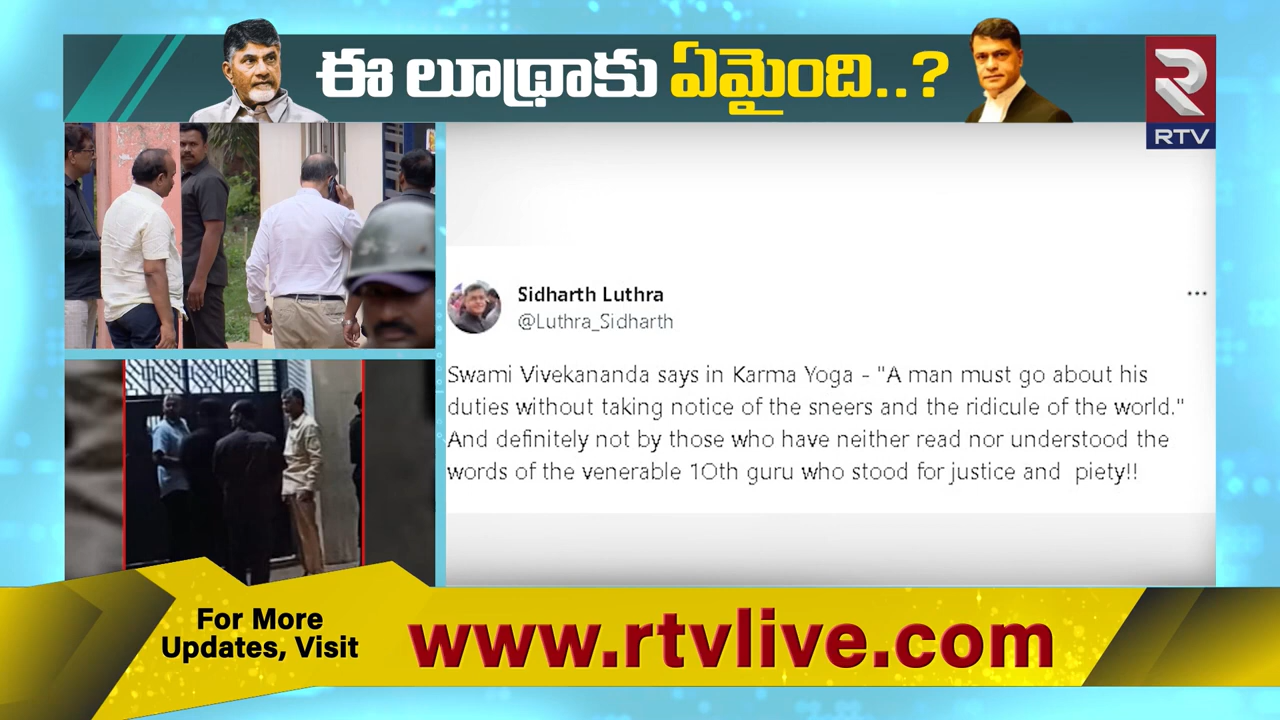 ఈ లూథ్రాకు ఏమైంది..?
RTV
Sidharth Luthra
@Luthra_Sidharth
Swami Vivekananda says in Karma Yoga - "A man must go about his
duties without taking notice of the sneers and the ridicule of the world."
And definitely not by those who have neither read nor understood the
words of the venerable 10th guru who stood for justice and piety!!
For More
Updates, Visit
www.rtvlive.com